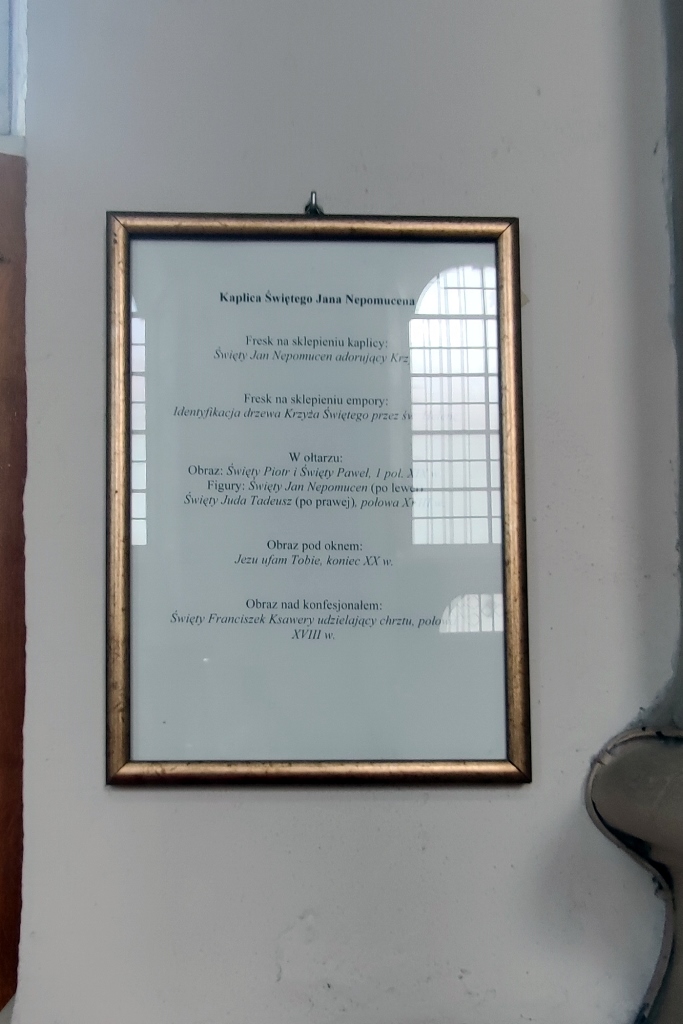 Kaplica Świętego Jana Nepomucena
Fresk na sklepieniu kaplicy:
Święty Jan Nepomucen adorujący
Fresk na sklepieniu empory:
Identyfikacja drzewa Krzyża Świętego przez
W ołtarzu:
Obraz: Święty Piotr i Święty Paweł, 1 poł.
Figury: Święty Jan Nepomucen (po lewej)
Święty Juda Tadeusz (po prawej), połowa
Obraz pod oknem:
Jezu ufam Tobie, koniec XX w.
Obraz nad konfesjonałem:
Święty Franciszek Ksawery udzielający chrztu,
XVIII w.